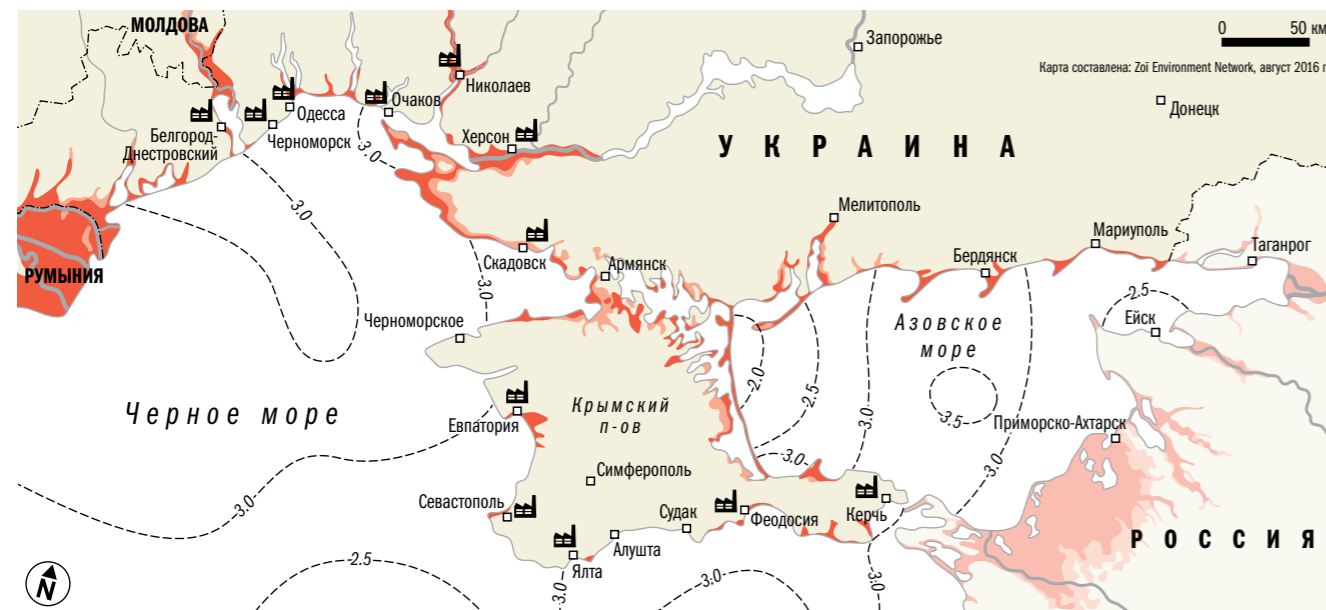 МОЛДОВА
Запорожье
0 50 км
Карта составлена: Zoï Environment Network, август 2016 г
Донецк
Николаев
Очаков
Одесса
Черноморск
Белгород-
Днестровский
Херсон
УКРАИНА
3.0
3.0
Мелитополь
Мариуполь
Таганрог
Бердянск
Скадовск
Армянск
РУМЫНИЯ
3.0
2.5
Ейск
Черноморское
Азовское
море
2.0
2.5
3.0
3.5
3.0
Черное море
Крымский
п-ов
Евпатория
Приморско-Ахтарск
3.0
Симферополь
3.0
Севастополь
Судак
Феодосия
Керчь
Алушта
Ялта
РОССИЯ
2.5
3.0
3.0
3.0
N